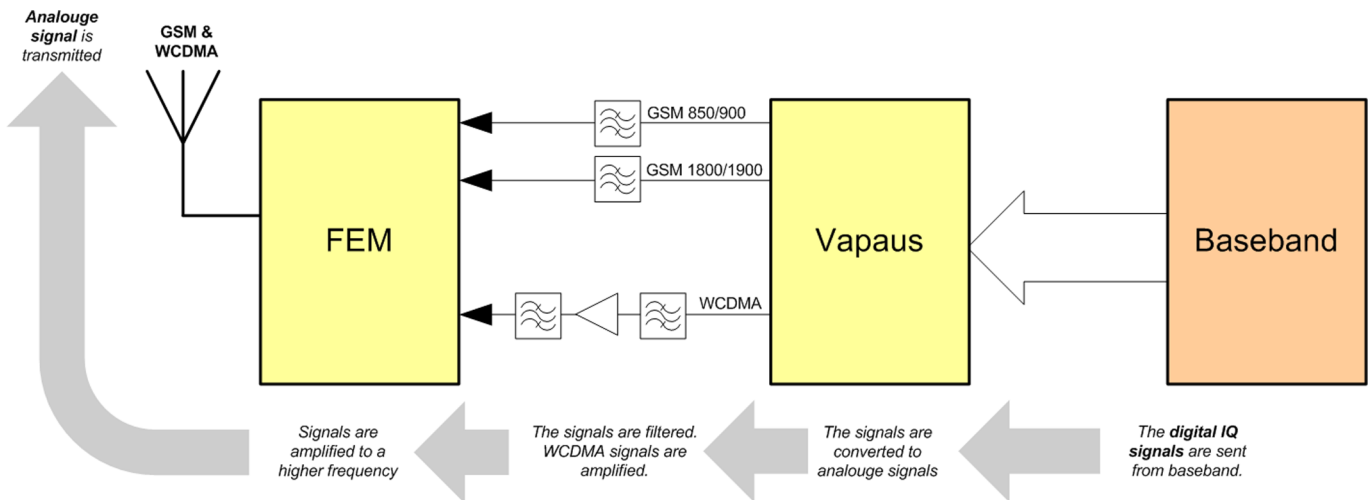 Analouge
signal is
transmitted
GSM &
WCDMA
GSM 850/900
GSM 1800/1900
WCDMA
FEM
Vapaus
Baseband
Signals are
amplified to a
higher frequency
The signals are filtered.
WCDMA signals are
amplified.
The signals are
converted to
analouge signals
The digital IQ
signals are sent
from baseband.